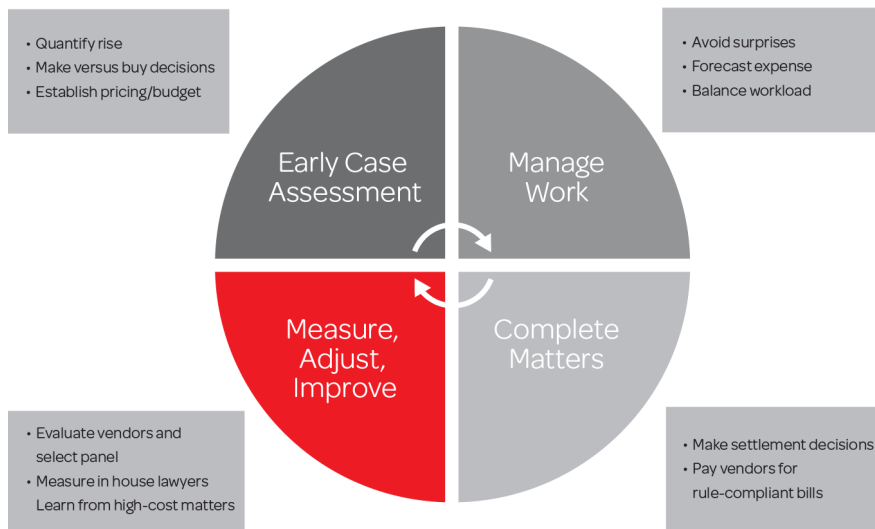 • Quantify rise
• Make versus buy decisions
• Establish pricing/budget
• Avoid surprises
• Forecast expense
• Balance workload
Early Case
Assessment
Manage
Work
Measure,
Adjust,
Improve
Complete
Matters
• Evaluate vendors and
select panel
• Measure in house lawyers
Learn from high-cost matters
• Make settlement decisions
• Pay vendors for
rule-compliant bills